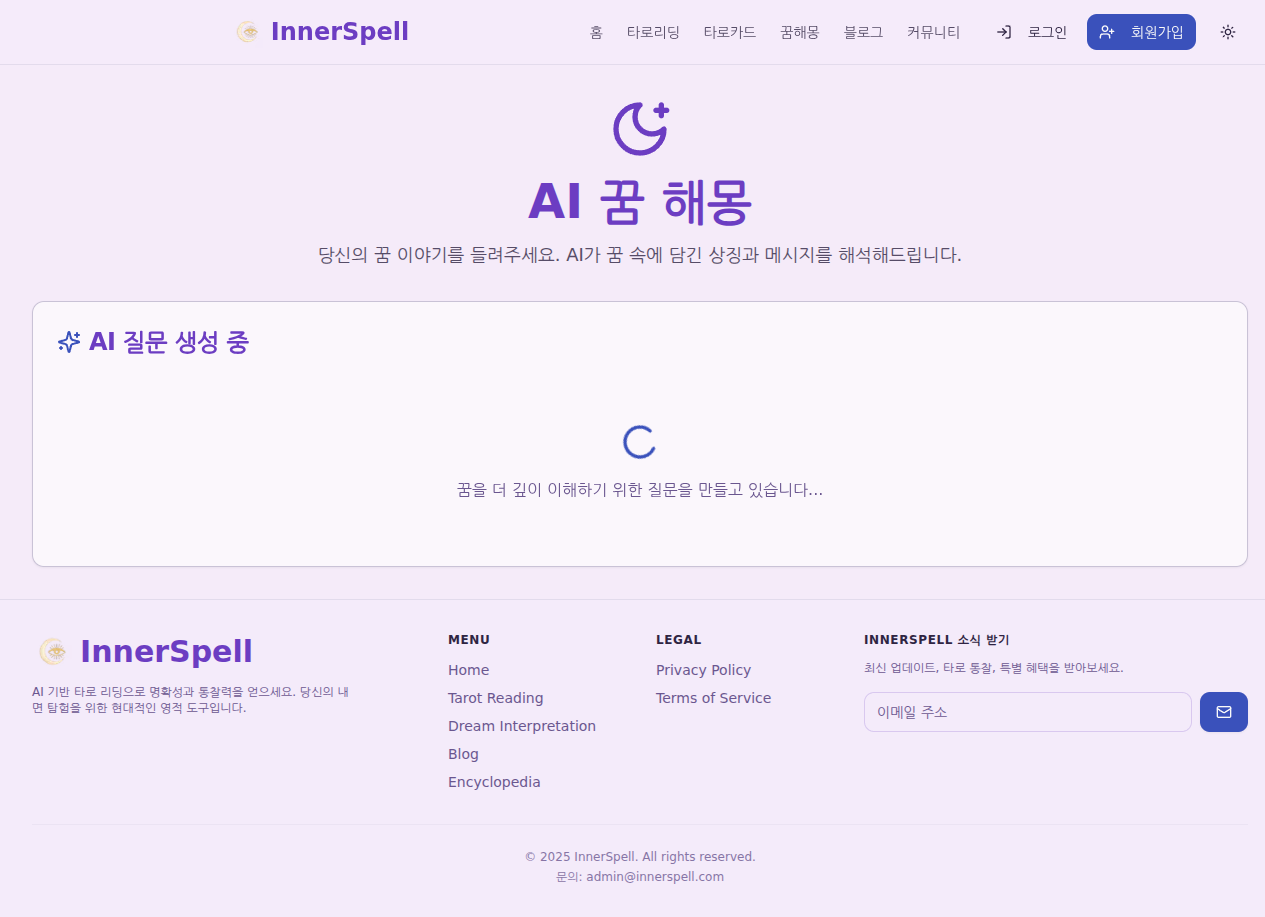 InnerSpell
홈
타로리딩
타로카드
꿈해몽
블로그
커뮤니티
로그인
회원가입
AI 꿈 해몽
당신의 꿈 이야기를 들려주세요. AI가 꿈 속에 담긴 상징과 메시지를 해석해드립니다.
AI 질문 생성 중
꿈을 더 깊이 이해하기 위한 질문을 만들고 있습니다...
InnerSpell
AI 기반 타로 리딩으로 명확성과 통찰력을 얻으세요. 당신의 내
면 탐험을 위한 현대적인 영적 도구입니다.
MENU
Home
Tarot Reading
Dream Interpretation
Blog
Encyclopedia
LEGAL
Privacy Policy
Terms of Service
INNERSPELL 소식 받기
최신 업데이트, 타로 통찰, 특별 혜택을 받아보세요.
이메일 주소
© 2025 InnerSpell. All rights reserved.
문의: admin@innerspell.com